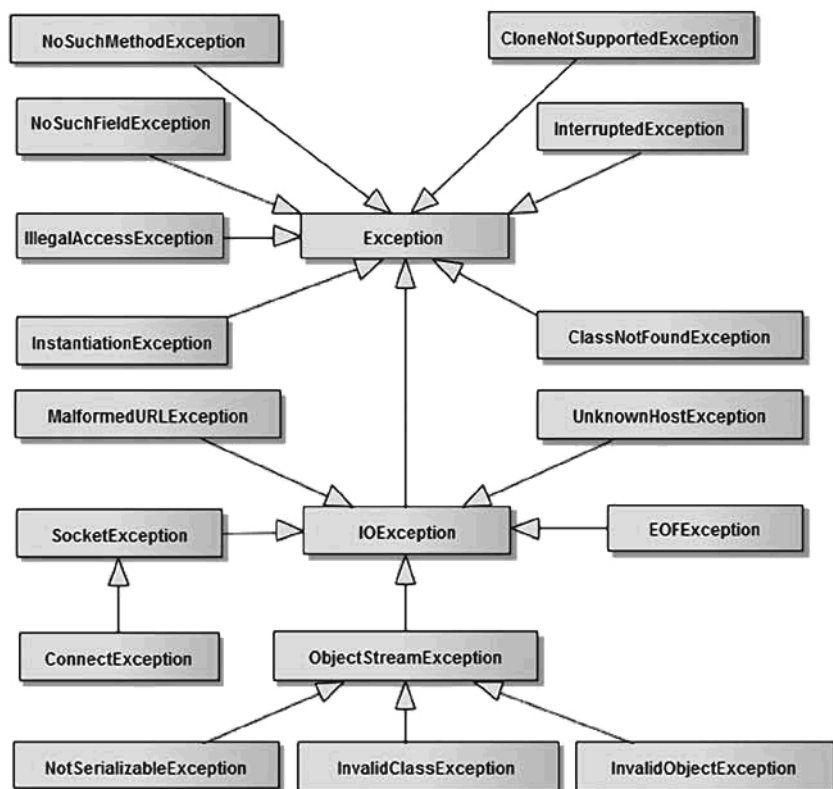 NoSuchMethodException
CloneNotSupportedException
NoSuchFieldException
InterruptedException
IllegalAccessException
Exception
InstantiationException
ClassNotFoundException
MalformedURLException
UnknownHostException
SocketException
IOException
EOFException
ConnectException
ObjectStreamException
NotSerializableException
InvalidClassException
InvalidObjectException